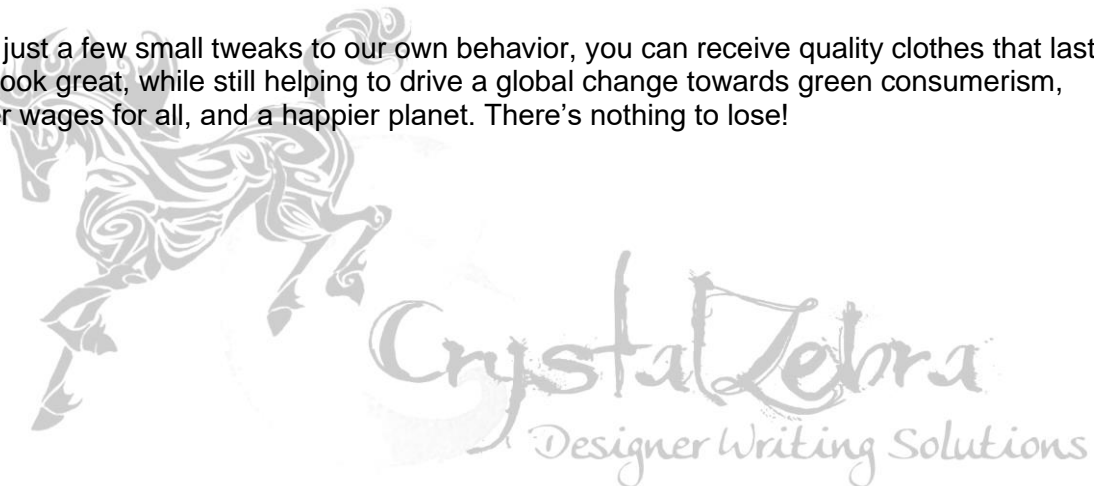 just a few small tweaks to our own behavior, you can receive quality clothes that last
look great, while still helping to drive a global change towards green consumerism,
wages for all, and a happier planet. There’s nothing to lose!
CrystalZebra
Designer Writing Solutions